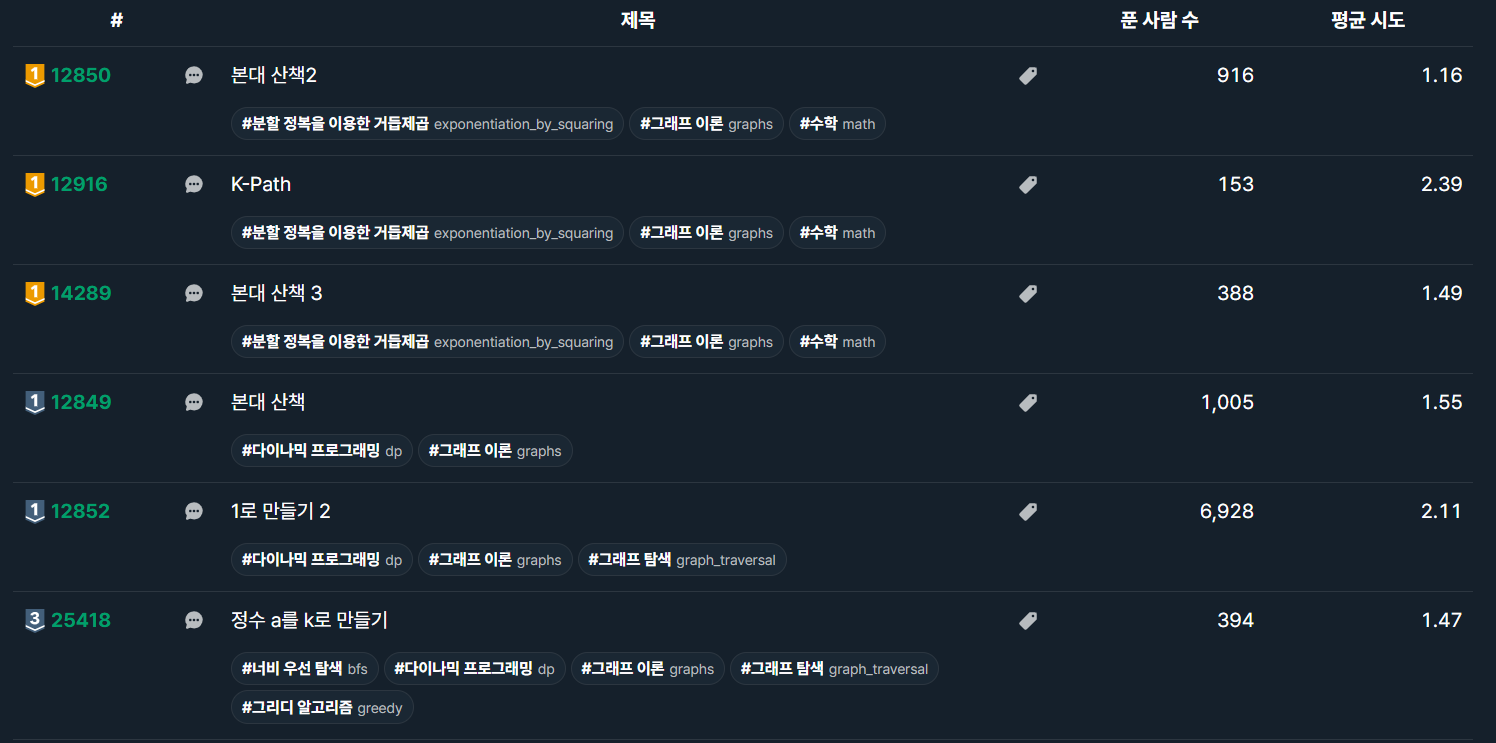 # 제목 푼 사람 수 평균 시도
1 12850 본대 산책2 916 1.16
#분할 정복을 이용한 거듭제곱 exponentiation_by_squaring #그래프 이론 graphs #수학 math
1 12916 K-Path 153 2.39
#분할 정복을 이용한 거듭제곱 exponentiation_by_squaring #그래프 이론 graphs #수학 math
1 14289 본대 산책 3 388 1.49
#분할 정복을 이용한 거듭제곱 exponentiation_by_squaring #그래프 이론 graphs #수학 math
1 12849 본대 산책 1,005 1.55
#다이나믹 프로그래밍 dp #그래프 이론 graphs
1 12852 1로 만들기 2 6,928 2.11
#다이나믹 프로그래밍 dp #그래프 이론 graphs #그래프 탐색 graph_traversal
3 25418 정수 a를 k로 만들기 394 1.47
#너비 우선 탐색 bfs #다이나믹 프로그래밍 dp #그래프 이론 graphs #그래프 탐색 graph_traversal
#그리디 알고리즘 greedy